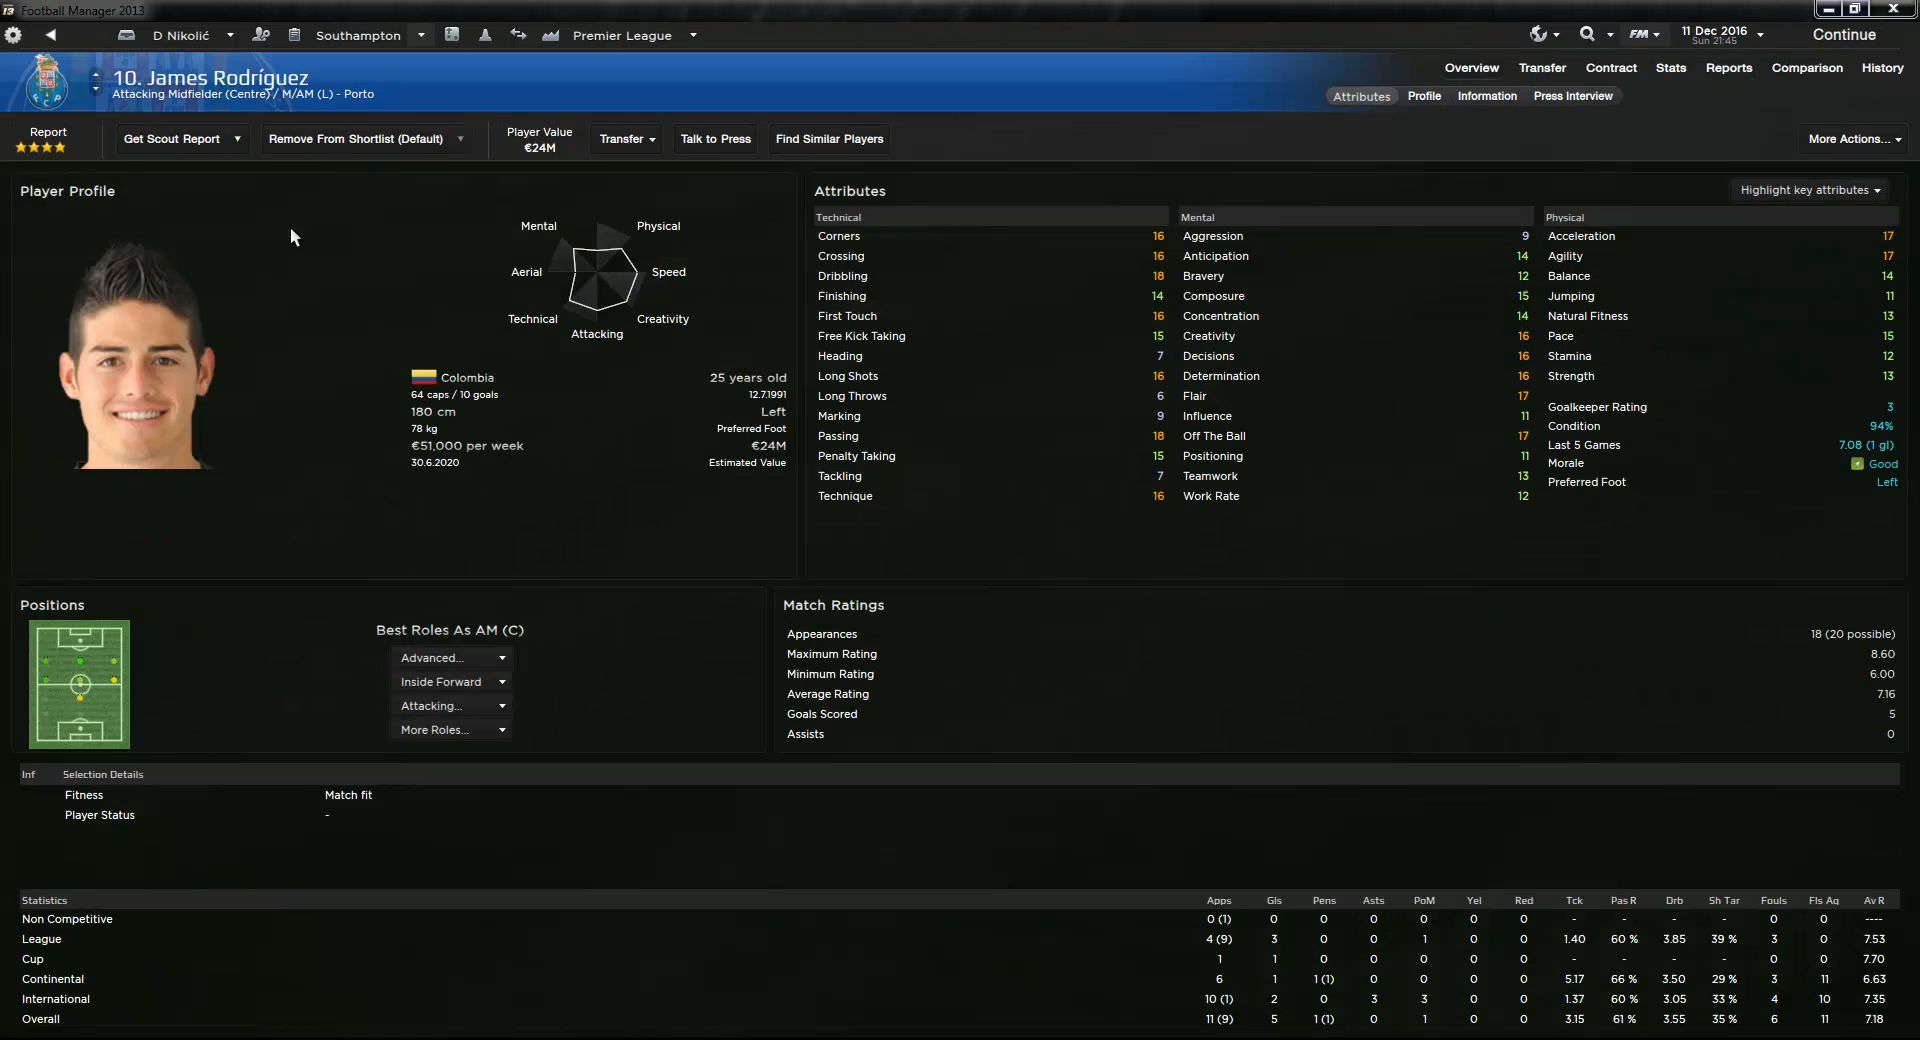 Football Manager 2013
D Nikolić Southampton Premier League
11 Dec 2016
Sun 21:45
Continue
10. James Rodríguez
Attacking Midfielder (Centre) / M/AM (L) - Porto
Overview Transfer Contract Stats Reports Comparison History
Attributes Profile Information Press Interview
Report
Get Scout Report Remove From Shortlist (Default)
Player Value
€24M
Transfer Talk to Press Find Similar Players More Actions...
Player Profile
Mental Physical
Aerial Speed
Technical Creativity
Attacking
Colombia 25 years old
64 caps / 10 goals 12.7.1991
180 cm Left
78 kg Preferred Foot
€51,000 per week €24M
30.6.2020 Estimated Value
Attributes Highlight key attributes
Technical Mental Physical
Corners 16 Aggression 9 Acceleration 17
Crossing 16 Anticipation 14 Agility 17
Dribbling 18 Bravery 12 Balance 14
Finishing 14 Composure 15 Jumping 11
First Touch 16 Concentration 14 Natural Fitness 13
Free Kick Taking 15 Creativity 16 Pace 15
Heading 7 Decisions 16 Stamina 12
Long Shots 16 Determination 16 Strength 13
Long Throws 6 Flair 17
Marking 9 Influence 11
Passing 18 Off The Ball 17
Penalty Taking 15 Positioning 11
Tackling 7 Teamwork 13
Technique 16 Work Rate 12
Goalkeeper Rating 3
Condition 94%
Last 5 Games 7.08 (1 gl)
Morale Good
Preferred Foot Left
Positions
Best Roles As AM (C)
Advanced...
Inside Forward
Attacking...
More Roles...
Match Ratings
Appearances 18 (20 possible)
Maximum Rating 8.60
Minimum Rating 6.00
Average Rating 7.16
Goals Scored 5
Assists 0
Inf Selection Details
Fitness Match fit
Player Status -
Statistics Apps Gls Pens Asts PoM Yel Red Tck Pas R Drb Sh Tar Fouls Fls Ag Av R
Non Competitive 0 (1) 0 0 0 0 0 0 - - - - 0 0 ----
League 4 (9) 3 0 0 1 0 0 1.40 60 % 3.85 39 % 3 0 7.53
Cup 1 1 0 0 0 0 0 - - - - 0 0 7.70
Continental 6 1 1 (1) 0 0 0 0 5.17 66 % 3.50 29 % 3 11 6.63
International 10 (1) 2 0 3 3 0 0 1.37 60 % 3.05 33 % 4 10 7.35
Overall 11 (9) 5 1 (1) 0 1 0 0 3.15 61 % 3.55 35 % 6 11 7.18